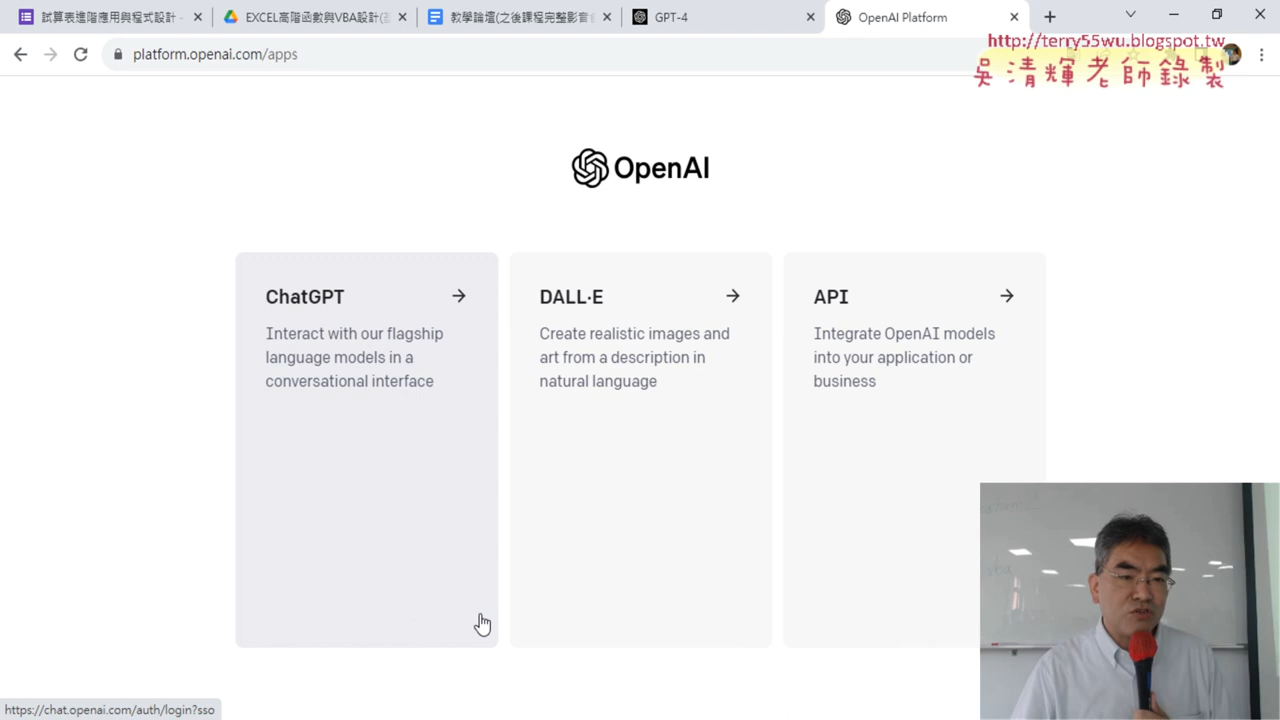 試算表進階應用與程式設計 -
EXCEL高階函數與VBA設計(
教學論壇(之後課程完整影音
GPT-4
OpenAI Platform
platform.openai.com/apps
http://terry55wu.blogspot.tw
吳清輝老師錄製
OpenAI
ChatGPT
Interact with our flagship
language models in a
conversational interface
DALL·E
Create realistic images and
art from a description in
natural language
API
Integrate OpenAI models
into your application or
business
https://chat.openai.com/auth/login?sso